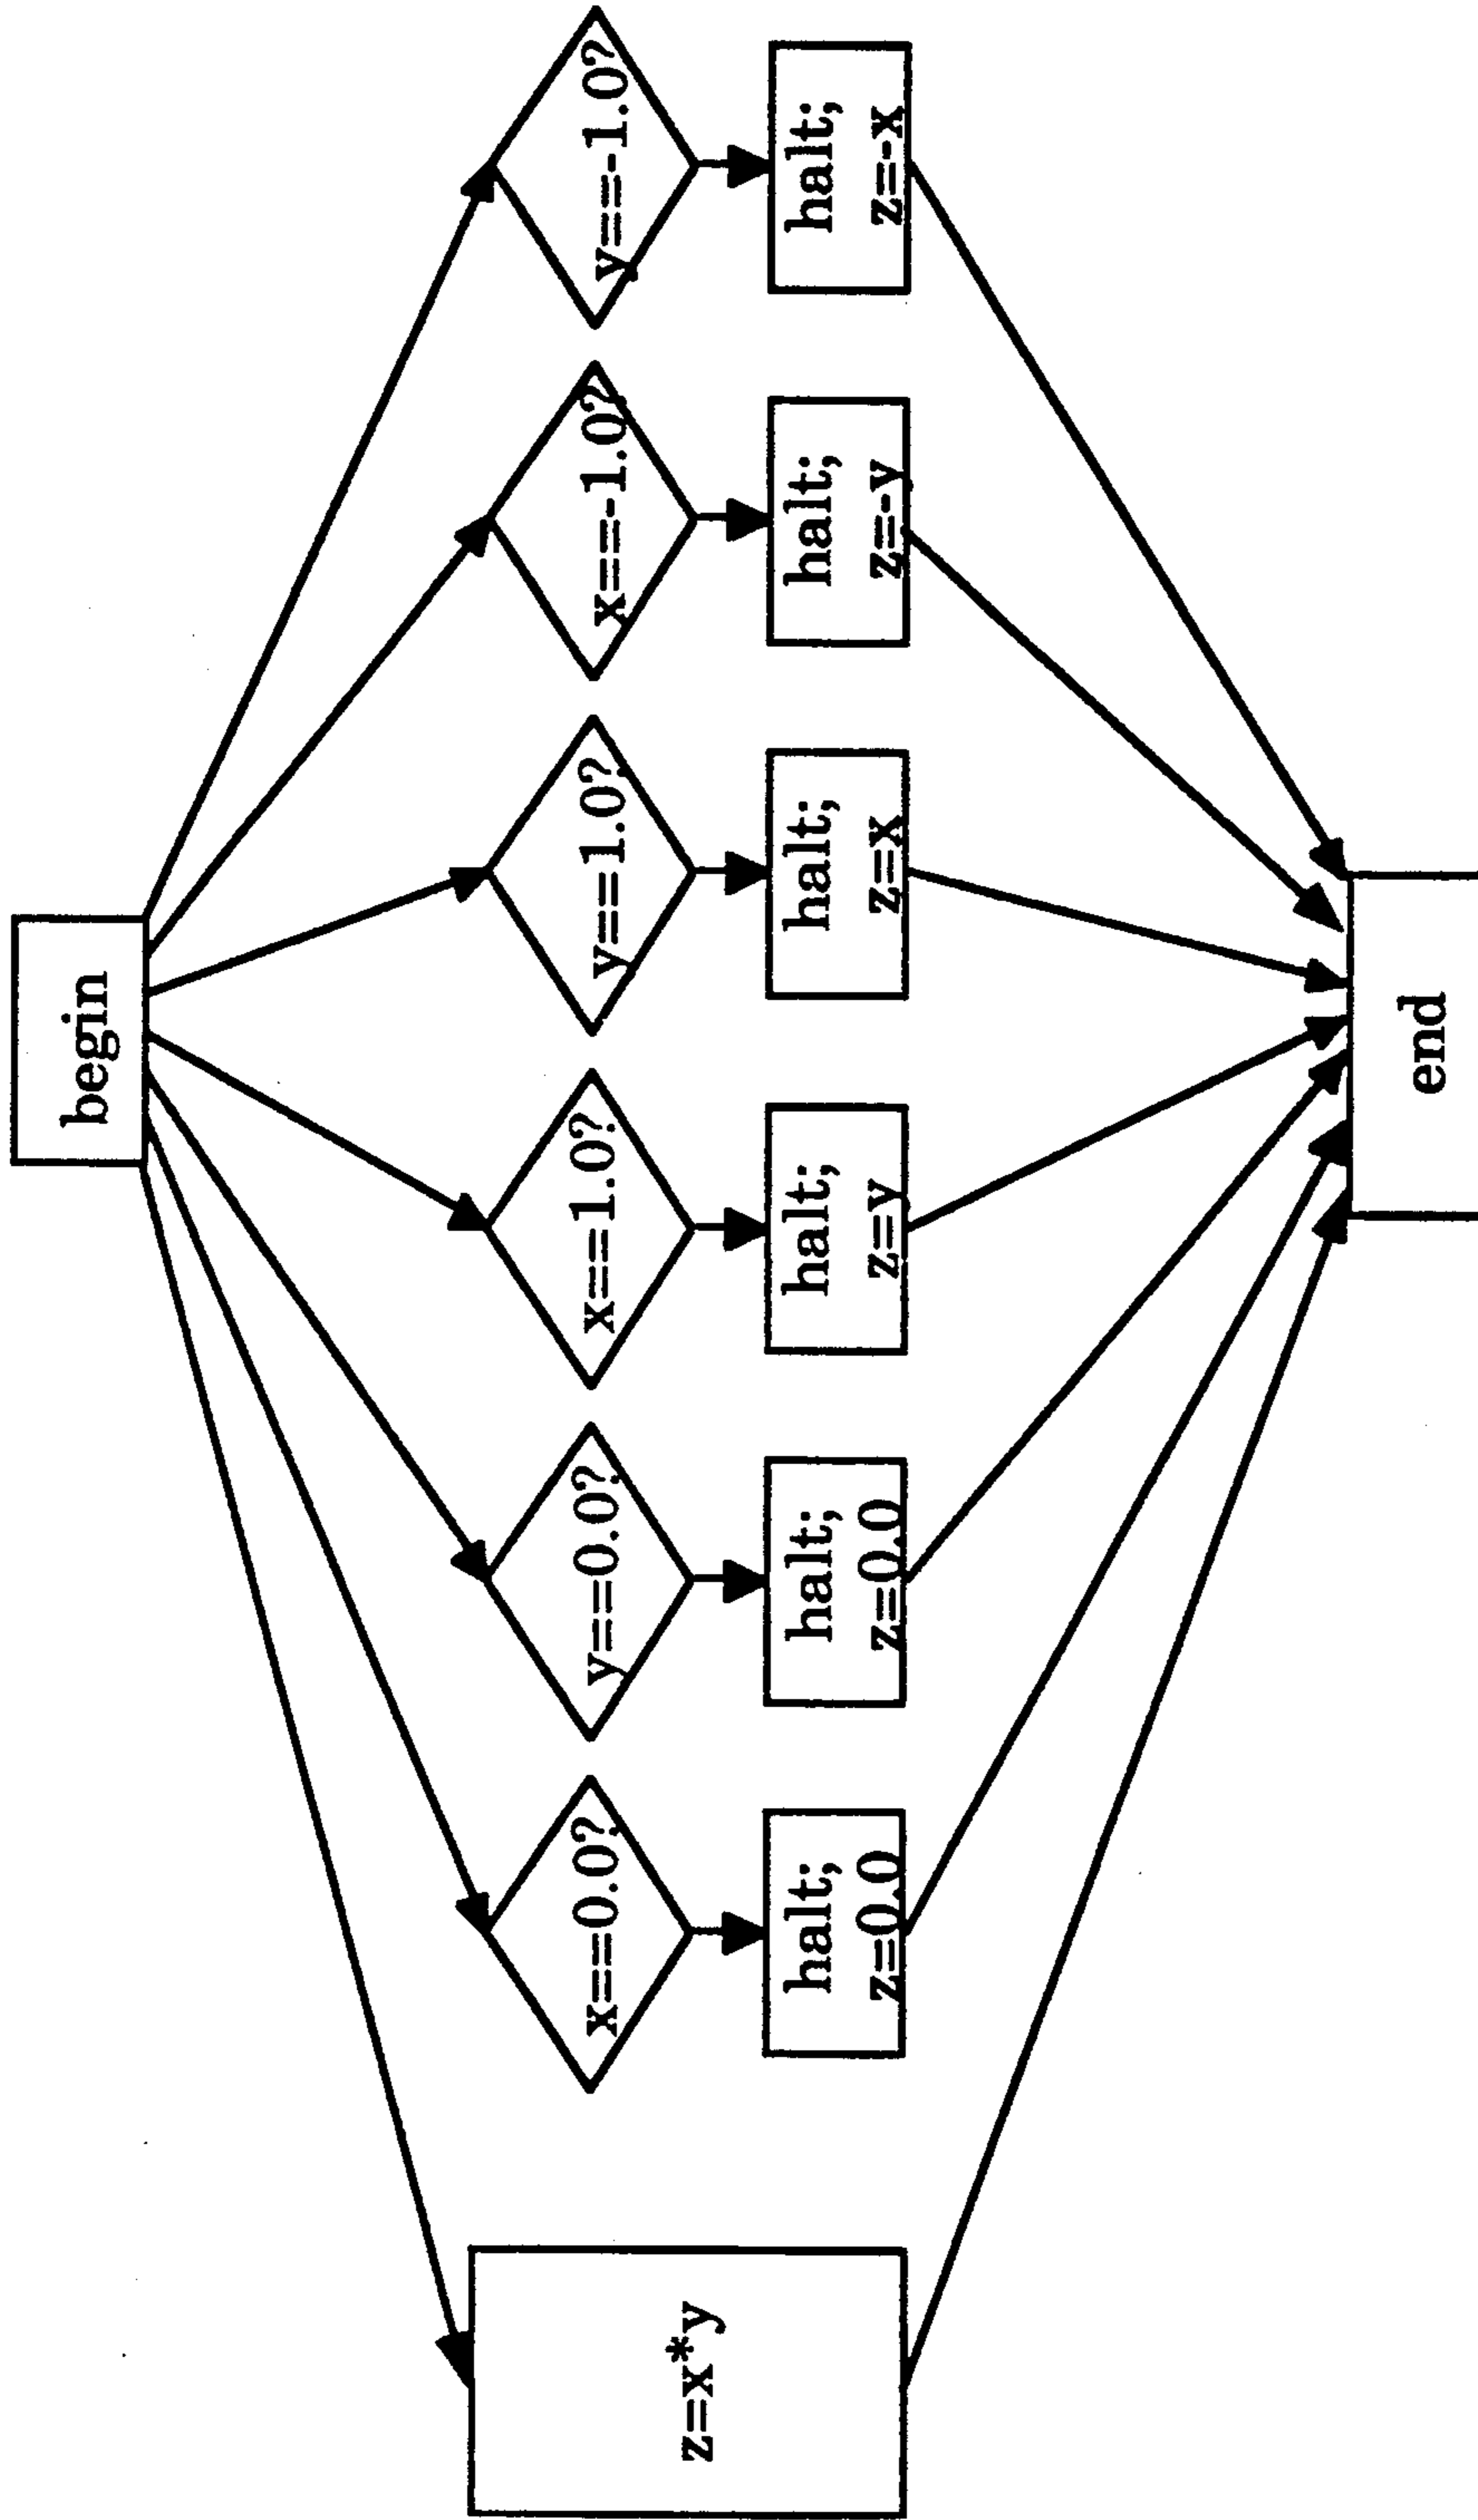 begin
z=x*y
x==0.0?
y==0.0?
x==1.0?
y== 1.0?
x==-1.0?
y==-1.0?
halt;
z=0.0
halt;
z=0.0
halt;
z=y
halt;
z=x
halt;
z=-y
halt;
z=-x
end